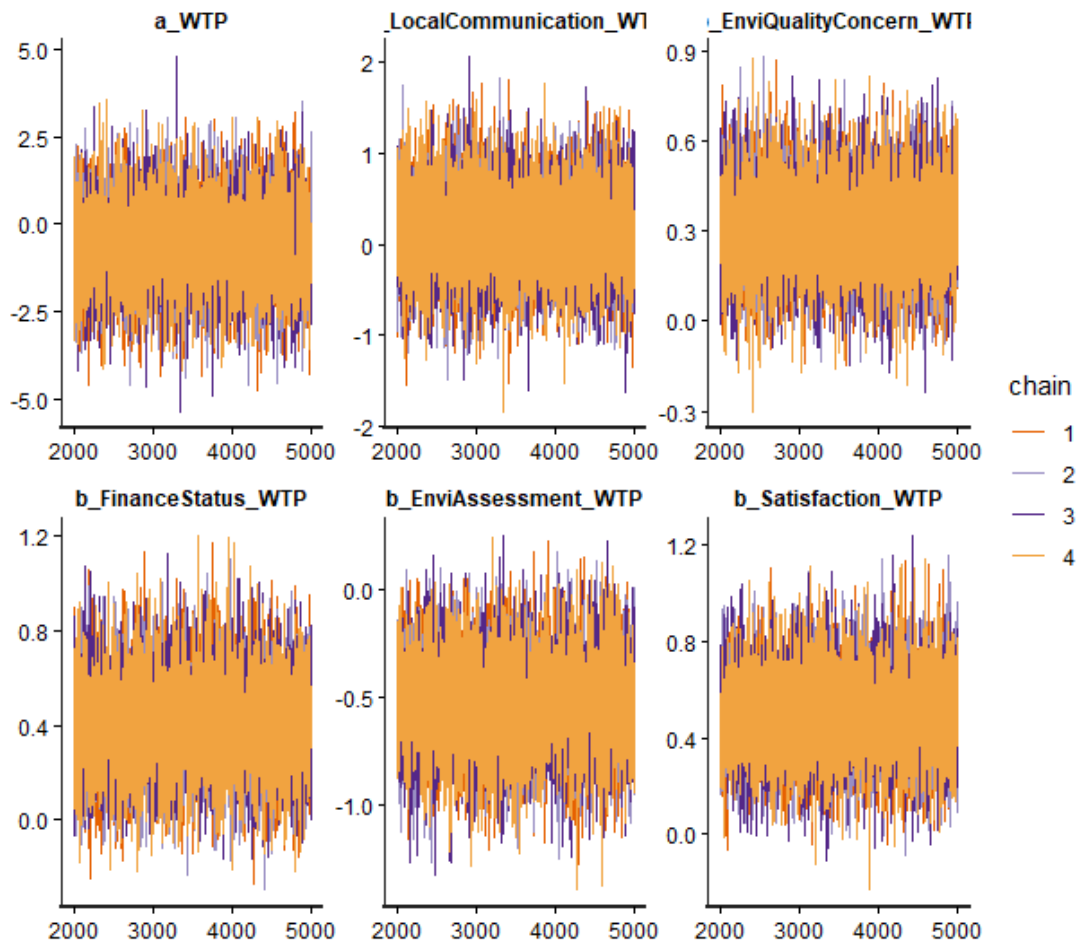 a_WTP
_LocalCommunication_WT
_EnviQualityConcern_WTP
5.0
2.5
0.0
-2.5
-5.0
2
1
0
-1
-2
0.9
0.6
0.3
0.0
-0.3
2000 3000 4000 5000
2000 3000 4000 5000
2000 3000 4000 5000
b_FinanceStatus_WTP
b_EnviAssessment_WTP
b_Satisfaction_WTP
1.2
0.8
0.4
0.0
0.0
-0.5
-1.0
1.2
0.8
0.4
0.0
2000 3000 4000 5000
2000 3000 4000 5000
2000 3000 4000 5000
chain
1
2
3
4